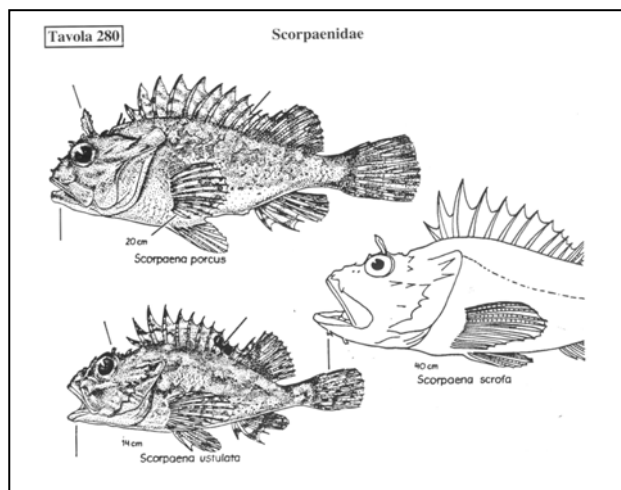 Tavola 280
Scorpaenidae
20 cm
Scorpaena porcus
40 cm
Scorpaena scrofa
14 cm
Scorpaena ustulata